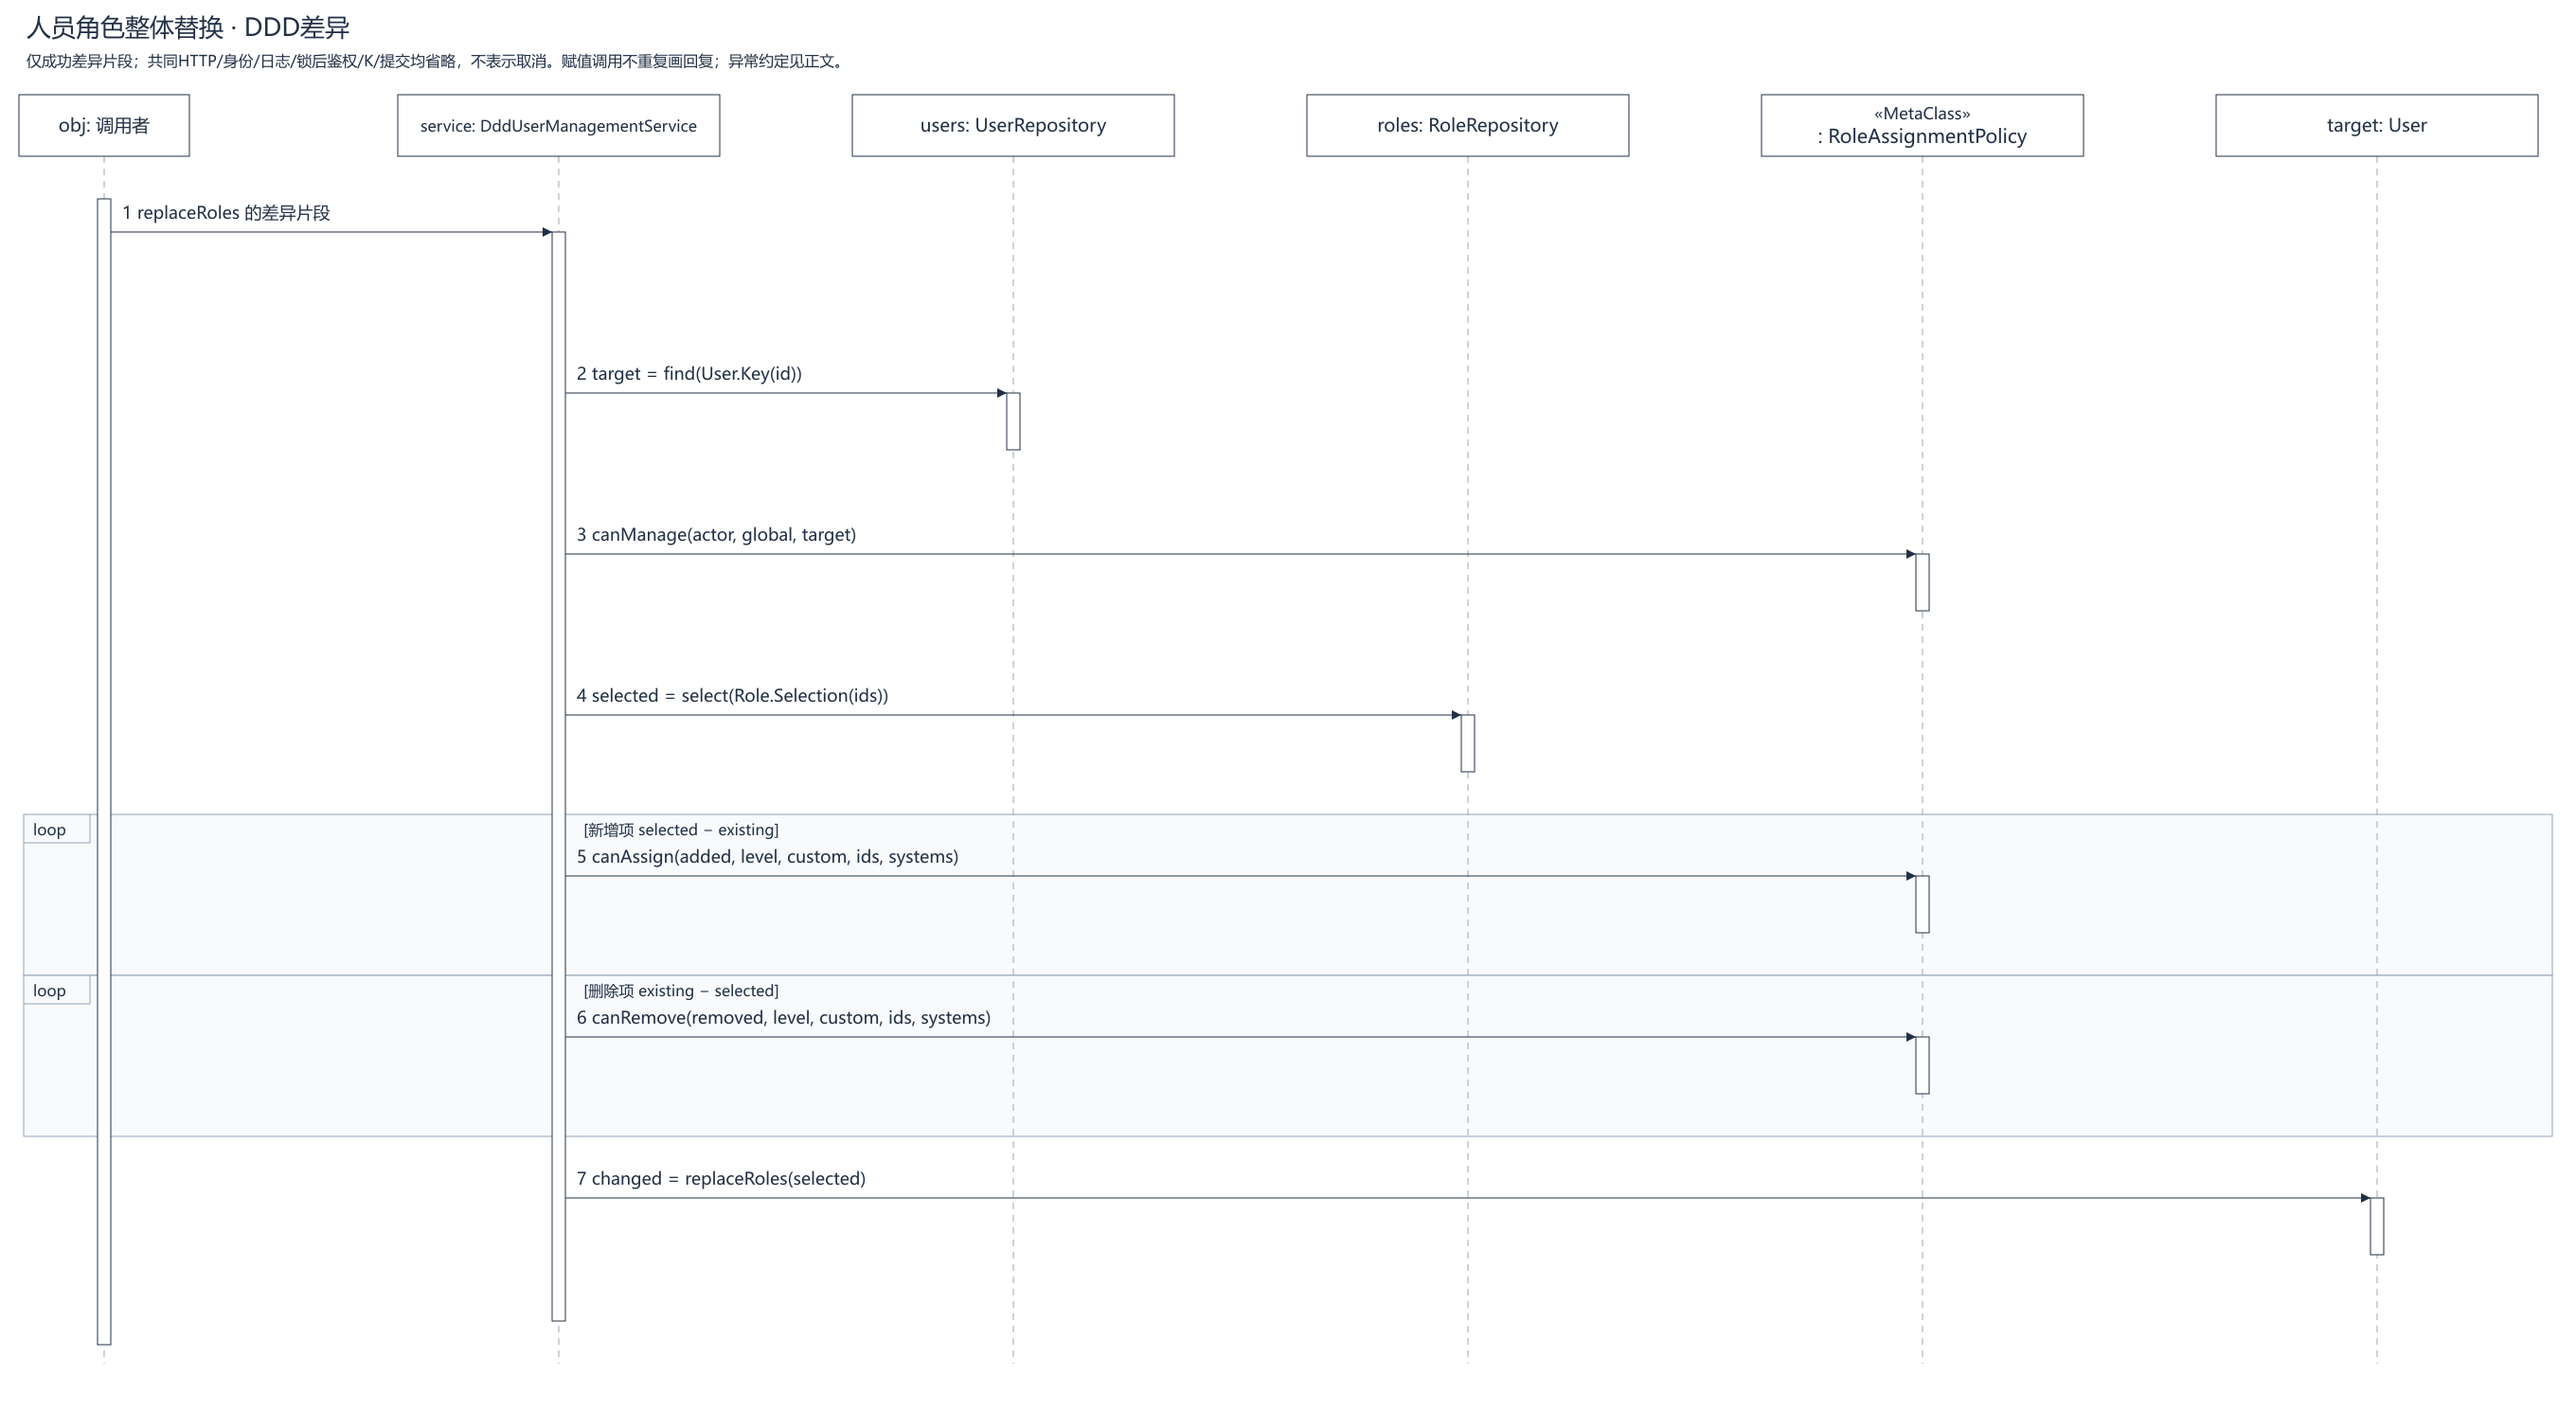 人员角色整体替换 · DDD差异
仅成功差异片段；共同HTTP/身份/日志/锁后鉴权/K/提交均省略，不表示取消。赋值调用不重复画回复；异常约定见正文。
obj: 调用者
service: DddUserManagementService
users: UserRepository
roles: RoleRepository
«MetaClass»
: RoleAssignmentPolicy
target: User
1 replaceRoles 的差异片段
2 target = find(User.Key(id))
3 canManage(actor, global, target)
4 selected = select(Role.Selection(ids))
loop
[新增项 selected − existing]
5 canAssign(added, level, custom, ids, systems)
loop
[删除项 existing − selected]
6 canRemove(removed, level, custom, ids, systems)
7 changed = replaceRoles(selected)